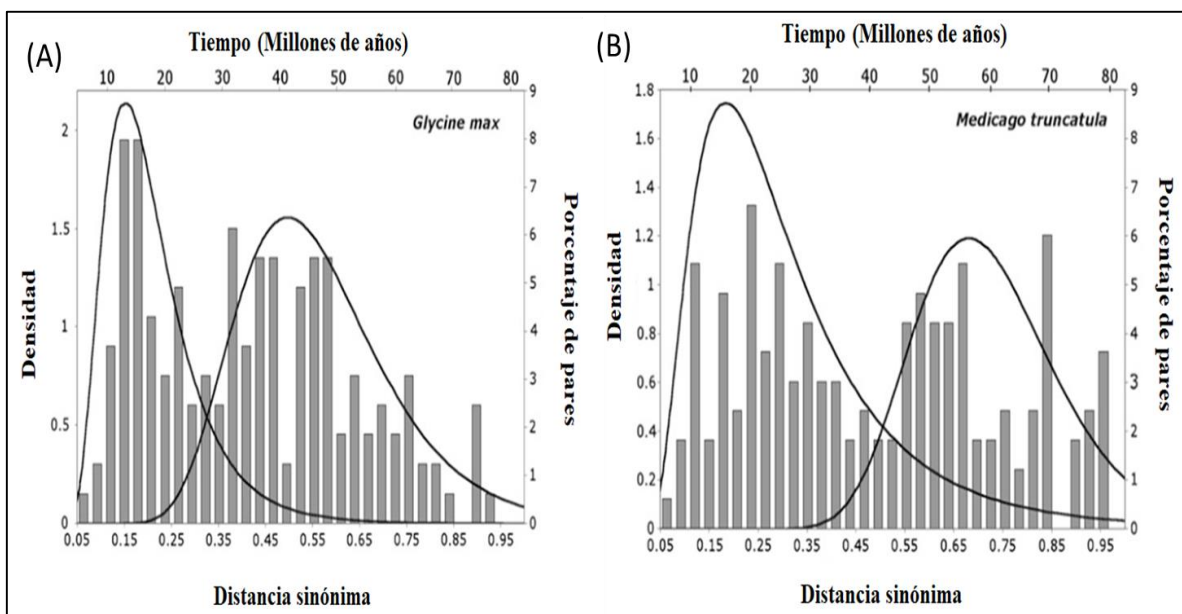 (A)
Tiempo (Millones de años)
10 20 30 40 50 60 70 80
Glycine max
Densidad
2
1.5
1
0.5
0
9
8
7
6
5
4
3
2
1
0
Porcentaje de pares
0.05 0.15 0.25 0.35 0.45 0.55 0.65 0.75 0.85 0.95
Distancia sinónima
(B)
Tiempo (Millones de años)
10 20 30 40 50 60 70 80
Medicago truncatula
Densidad
1.8
1.6
1.4
1.2
1
0.8
0.6
0.4
0.2
0
9
8
7
6
5
4
3
2
1
0
Porcentaje de pares
0.05 0.15 0.25 0.35 0.45 0.55 0.65 0.75 0.85 0.95
Distancia sinónima